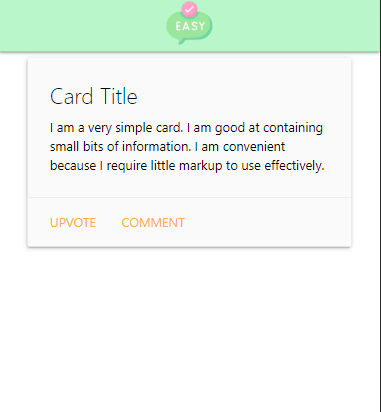 EASY
Card Title
I am a very simple card. I am good at containing
small bits of information. I am convenient
because I require little markup to use effectively.
UPVOTE COMMENT